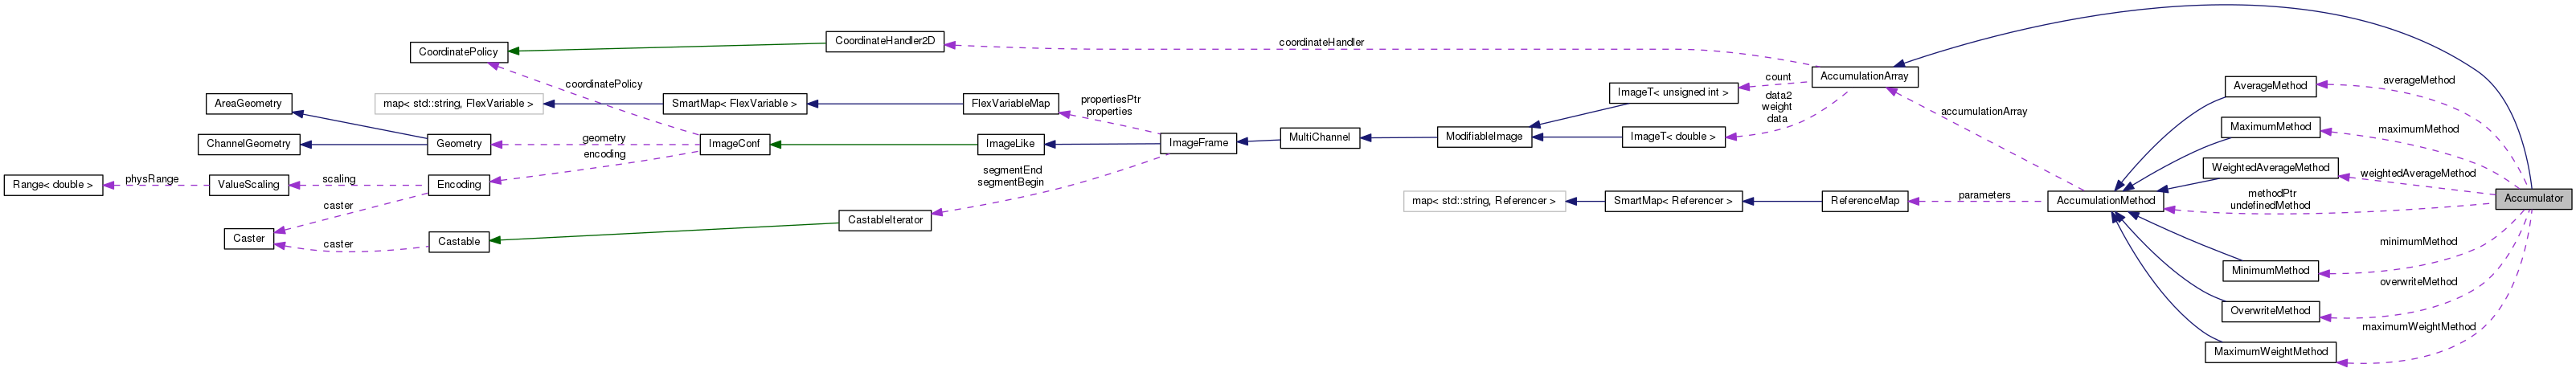 CoordinatePolicy
CoordinateHandler2D
coordinateHandler
coordinatePolicy
AreaGeometry
map< std::string, FlexVariable >
SmartMap< FlexVariable >
FlexVariableMap
propertiesPtr
properties
ChannelGeometry
Geometry
geometry
encoding
ImageConf
ImageLike
ImageFrame
MultiChannel
ModifiableImage
ImageT< unsigned int >
ImageT< double >
count
data2
weight
data
AccumulationArray
accumulationArray
Range< double >
physRange
ValueScaling
scaling
Encoding
caster
Caster
caster
Castable
CastableIterator
segmentEnd
segmentBegin
map< std::string, Referencer >
SmartMap< Referencer >
ReferenceMap
parameters
AccumulationMethod
AverageMethod
averageMethod
MaximumMethod
maximumMethod
WeightedAverageMethod
weightedAverageMethod
methodPtr
undefinedMethod
Accumulator
MinimumMethod
minimumMethod
OverwriteMethod
overwriteMethod
MaximumWeightMethod
maximumWeightMethod